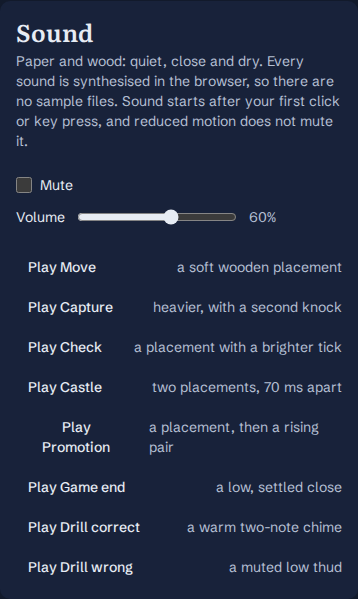 Sound
Paper and wood: quiet, close and dry. Every
sound is synthesised in the browser, so there are
no sample files. Sound starts after your first click
or key press, and reduced motion does not mute
it.
Mute
Volume 60%
Play Move a soft wooden placement
Play Capture heavier, with a second knock
Play Check a placement with a brighter tick
Play Castle two placements, 70 ms apart
Play a placement, then a rising
Promotion pair
Play Game end a low, settled close
Play Drill correct a warm two-note chime
Play Drill wrong a muted low thud